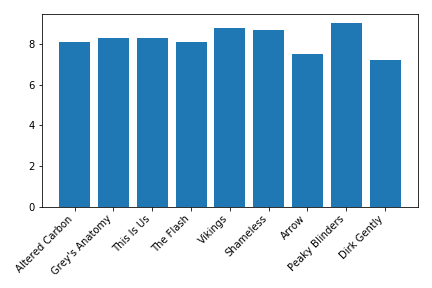 8
6
4
2
0
Altered Carbon
Grey's Anatomy
This Is Us
The Flash
Vikings
Shameless
Arrow
Peaky Blinders
Dirk Gently